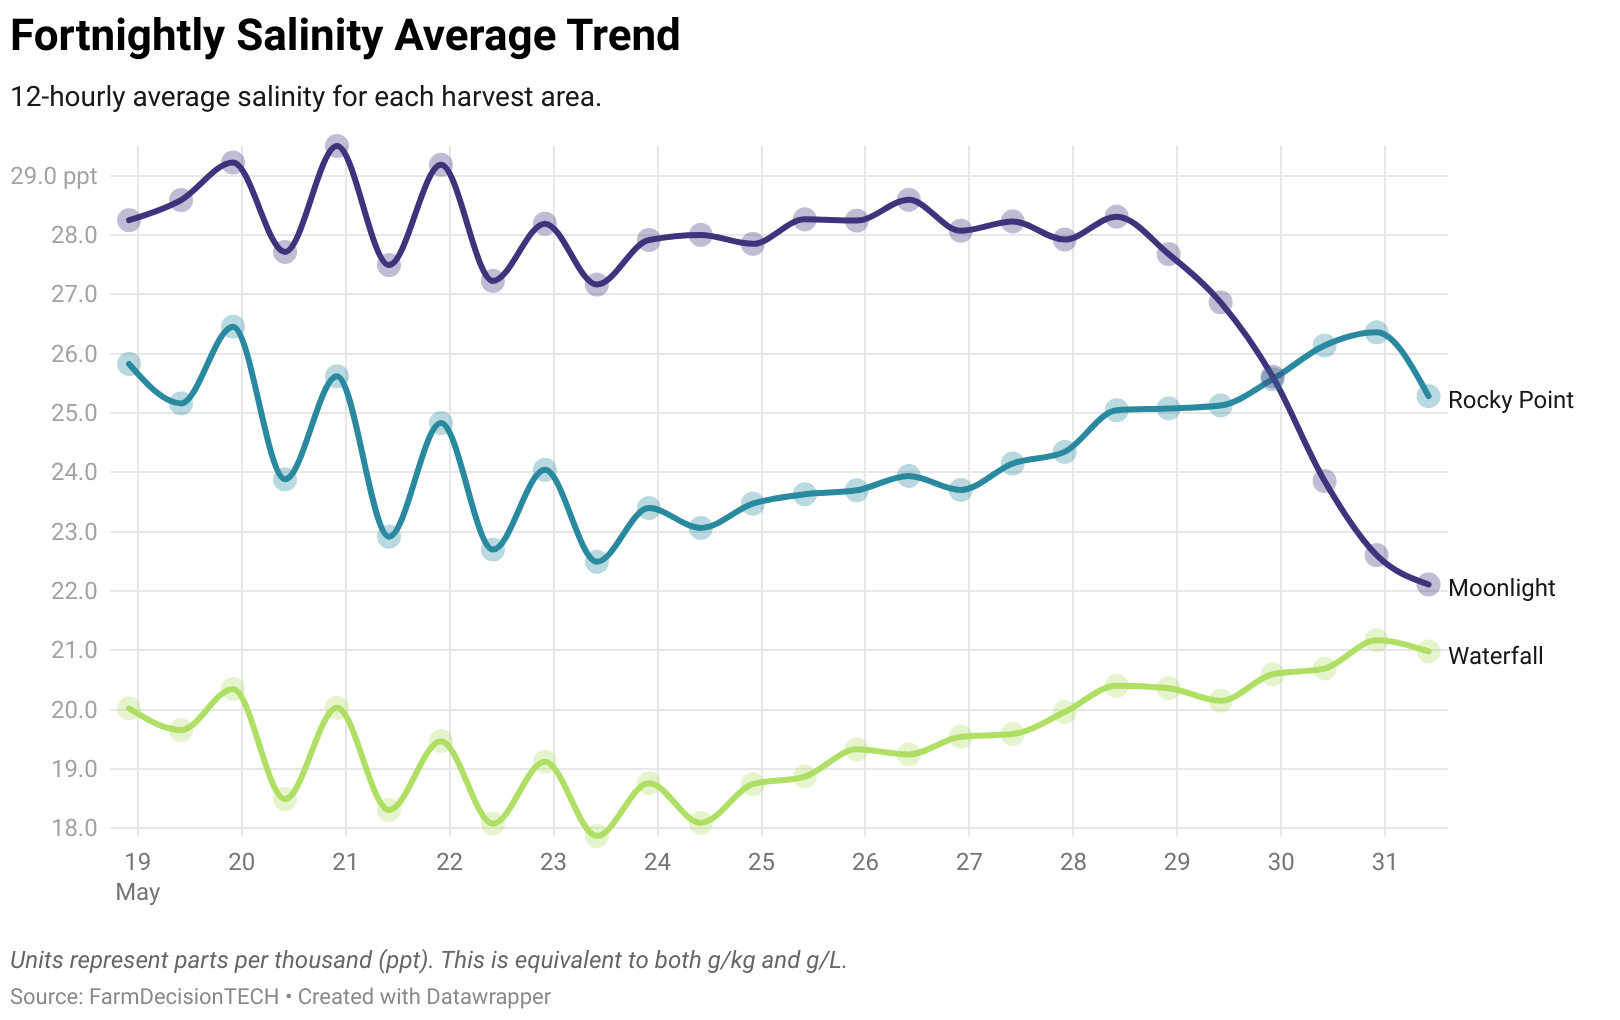 Fortnightly Salinity Average Trend
12-hourly average salinity for each harvest area.
29.0 ppt
28.0
27.0
26.0
25.0
Rocky Point
24.0
23.0
22.0
Moonlight
21.0
Waterfall
20.0
19.0
18.0
19 20 21 22 23 24 25 26 27 28 29 30 31
May
Units represent parts per thousand (ppt). This is equivalent to both g/kg and g/L.
Source: FarmDecisionTECH • Created with Datawrapper